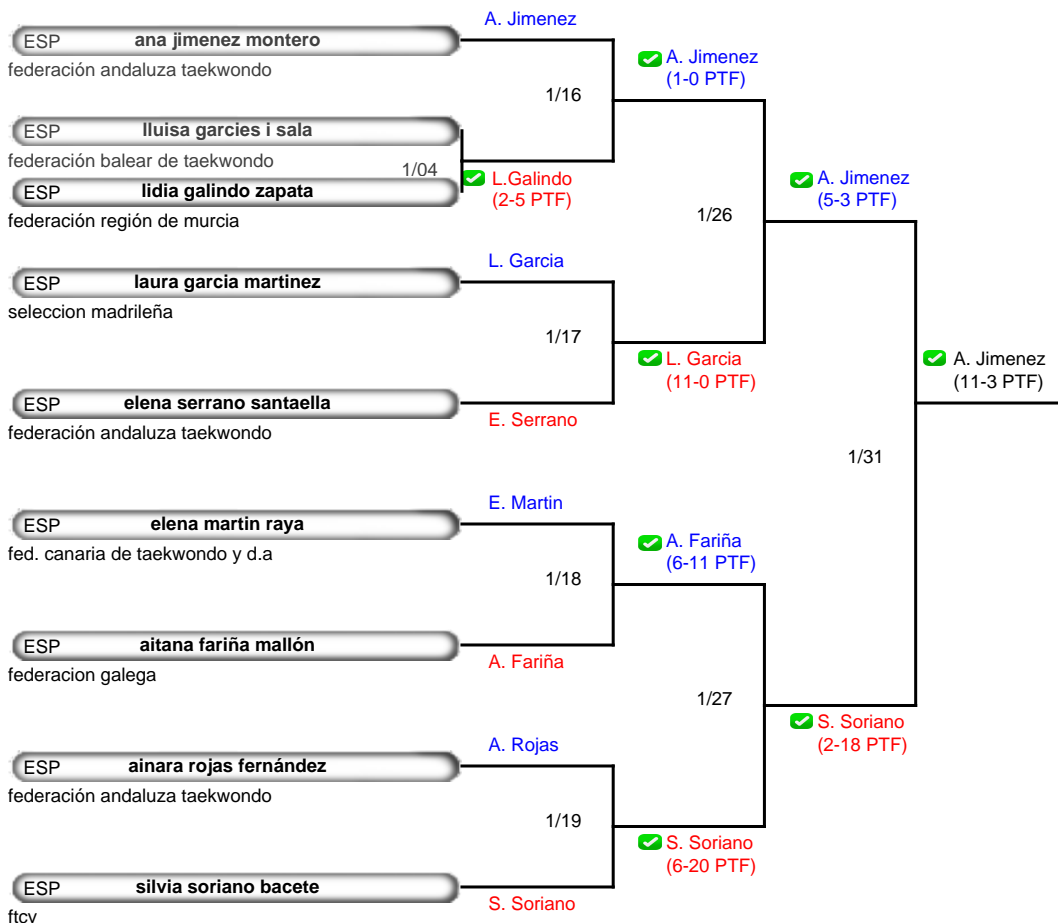 A. Jimenez
ESP ana jimenez montero
federación andaluza taekwondo
A. Jimenez
(1-0 PTF)
1/16
ESP lluisa garcies i sala
federación balear de taekwondo
1/04
L.Galindo
(2-5 PTF)
ESP lidia galindo zapata
federación región de murcia
A. Jimenez
(5-3 PTF)
1/26
L. Garcia
ESP laura garcia martinez
seleccion madrileña
1/17
L. Garcia
(11-0 PTF)
A. Jimenez
(11-3 PTF)
ESP elena serrano santaella
E. Serrano
federación andaluza taekwondo
1/31
E. Martin
ESP elena martin raya
fed. canaria de taekwondo y d.a
A. Fariña
(6-11 PTF)
1/18
ESP aitana fariña mallón
A. Fariña
federacion galega
1/27
S. Soriano
(2-18 PTF)
A. Rojas
ESP ainara rojas fernández
federación andaluza taekwondo
1/19
S. Soriano
(6-20 PTF)
ESP silvia soriano bacete
S. Soriano
ftcv